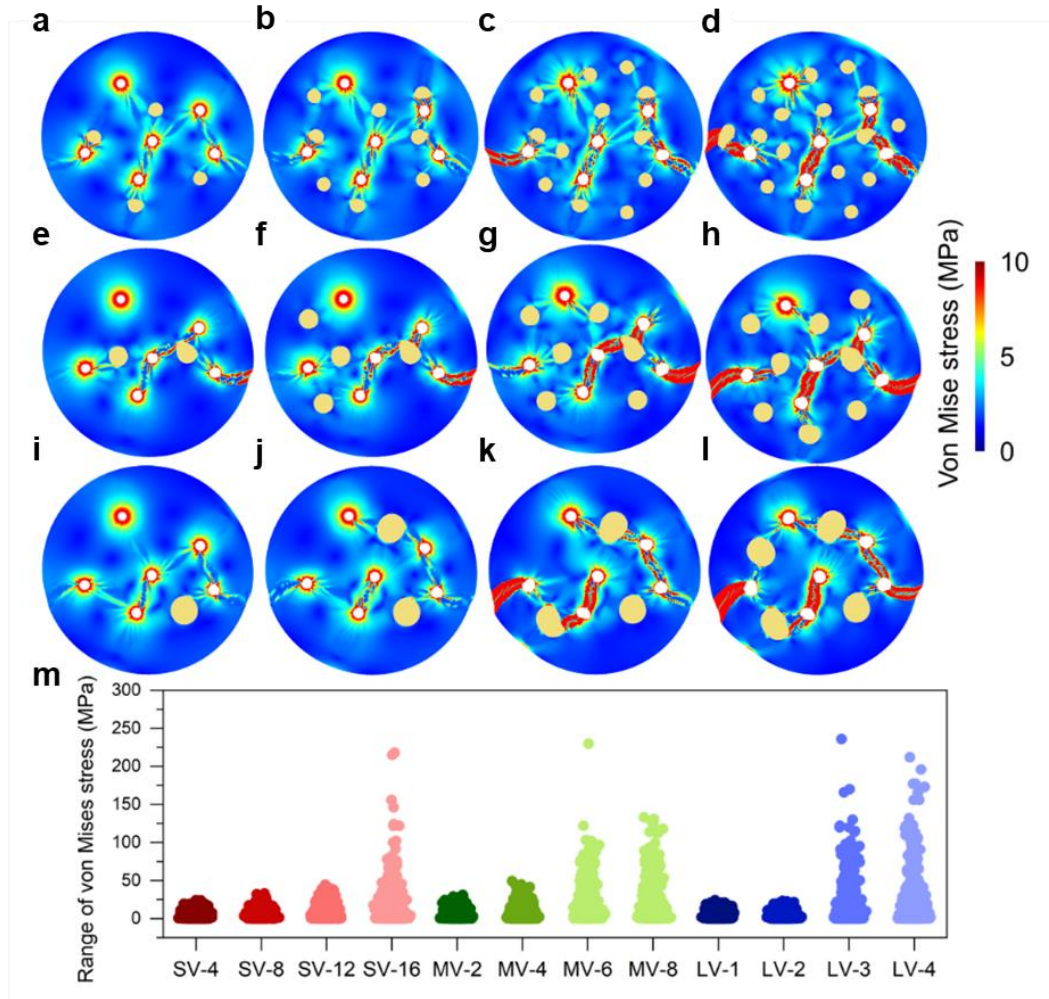 a b c d
e f g h
i j k l
Von Mise stress (MPa)
10
5
0
m
Range of von Mises stress (MPa)
300
250
200
150
100
50
0
SV-4 SV-8 SV-12 SV-16 MV-2 MV-4 MV-6 MV-8 LV-1 LV-2 LV-3 LV-4